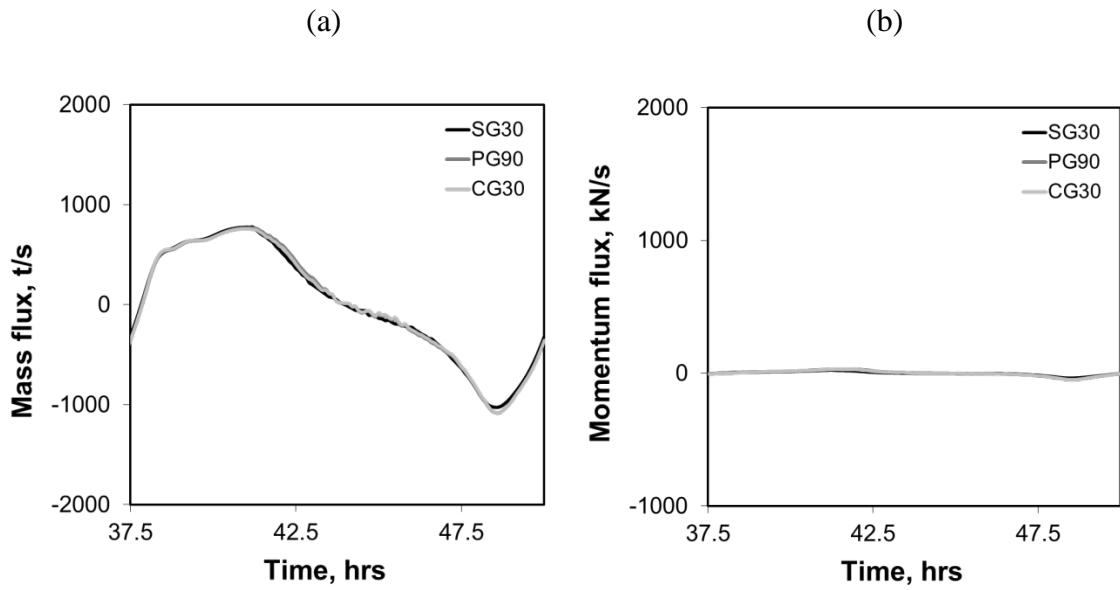 (a)
2000
1000
0
-1000
-2000
37.5
42.5
47.5
Mass flux, t/s
Time, hrs
SG30
PG90
CG30
(b)
2000
1000
0
-1000
37.5
42.5
47.5
Momentum flux, kN/s
Time, hrs
SG30
PG90
CG30